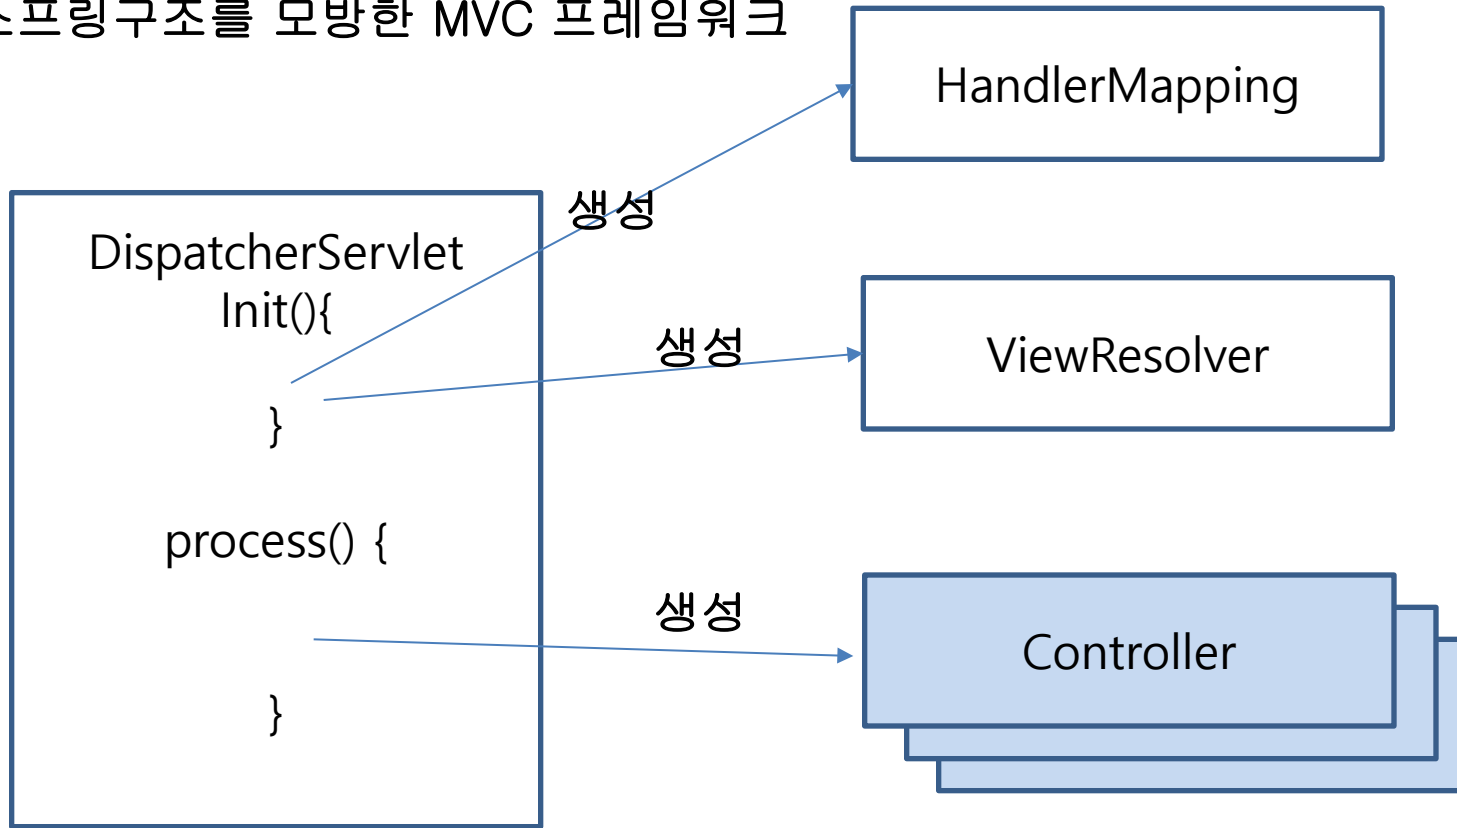 스프링구조를 모방한 MVC 프레임워크
HandlerMapping
생성
DispatcherServlet
Init(){
생성
ViewResolver
}
process() {
생성
Controller
}